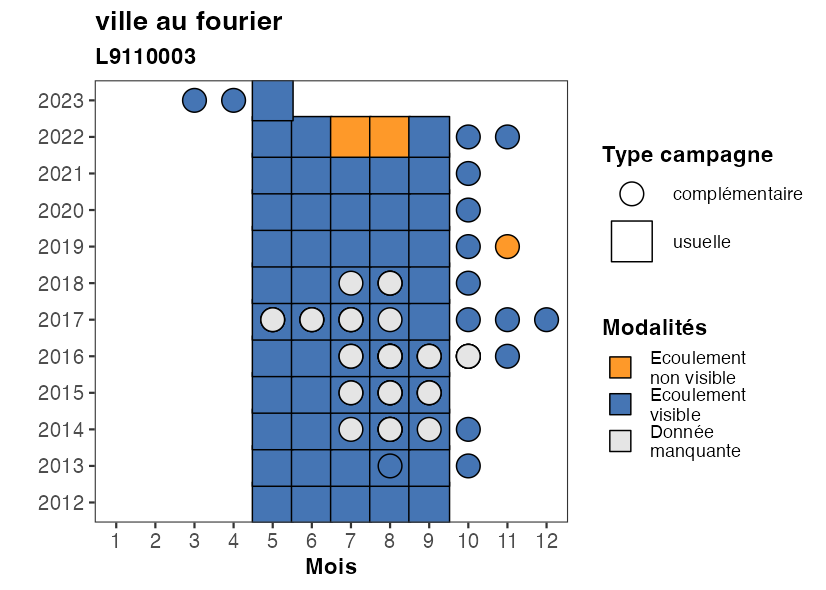 ville au fourier
L9110003
2023
2022
2021
2020
2019
2018
2017
2016
2015
2014
2013
2012
1 2 3 4 5 6 7 8 9 10 11 12
Mois
Type campagne
complémentaire
usuelle
Modalités
Ecoulement
non visible
Ecoulement
visible
Donnée
manquante